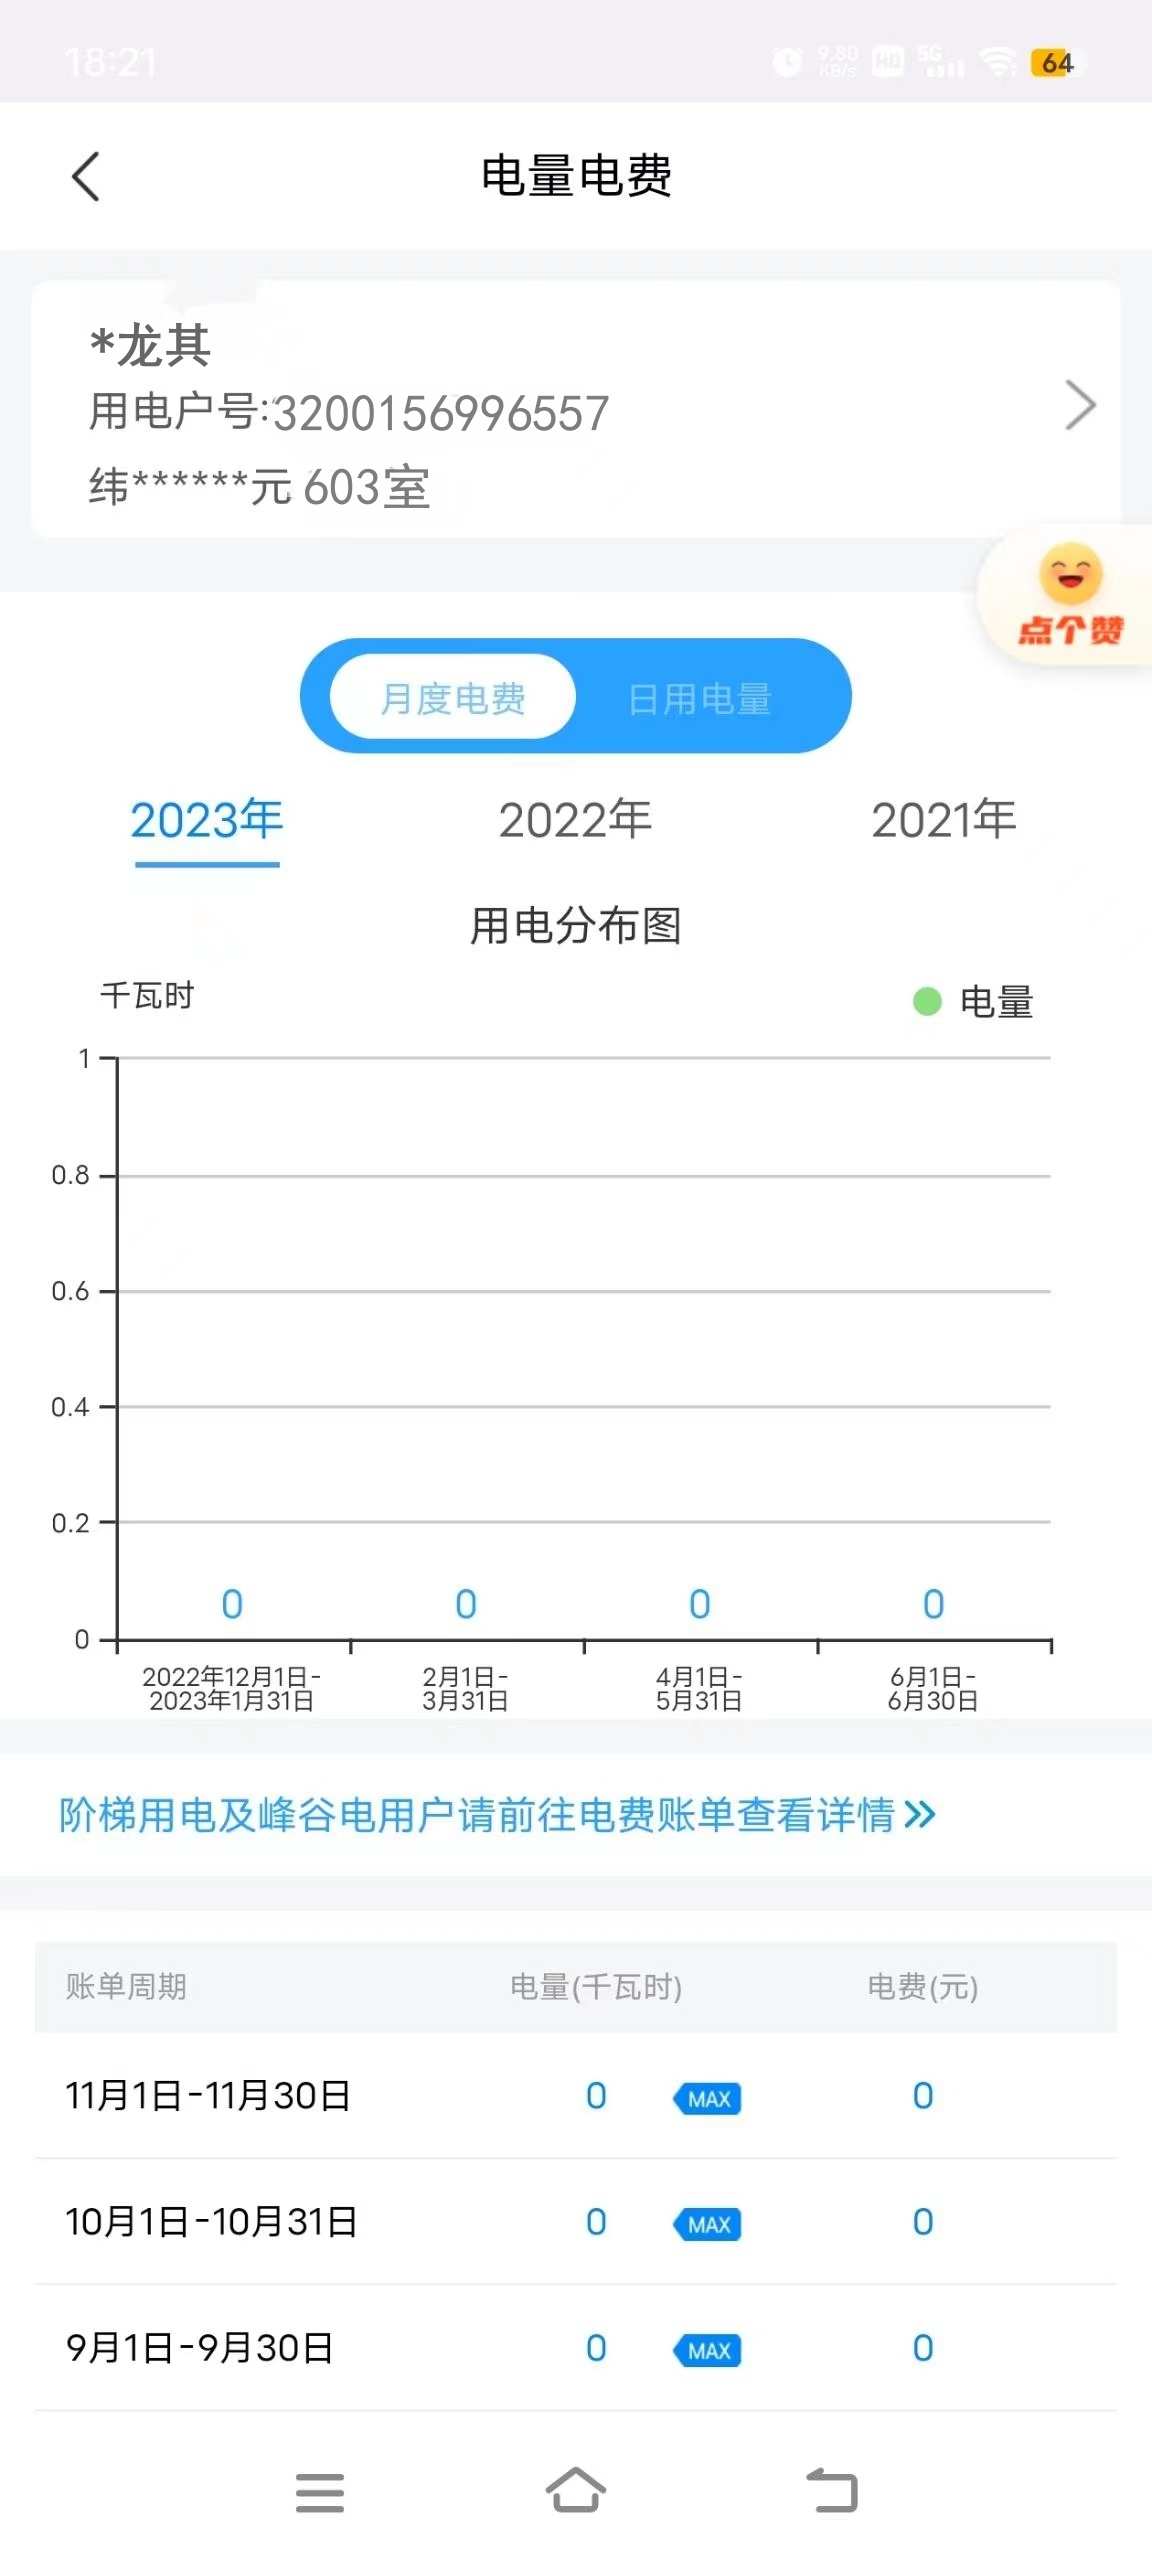 18:21
9.80 KB/s HD 5G 64
电量电费
*龙其
用电户号:3200156996557
纬******元 603室
点个赞
月度电费 日用电量
2023年 2022年 2021年
用电分布图
千瓦时 电量
1
0.8
0.6
0.4
0.2
0 0 0 0
0
2022年12月1日- 2月1日- 4月1日- 6月1日-
2023年1月31日 3月31日 5月31日 6月30日
阶梯用电及峰谷电用户请前往电费账单查看详情
账单周期 电量(千瓦时) 电费(元)
11月1日-11月30日 0 MAX 0
10月1日-10月31日 0 MAX 0
9月1日-9月30日 0 MAX 0